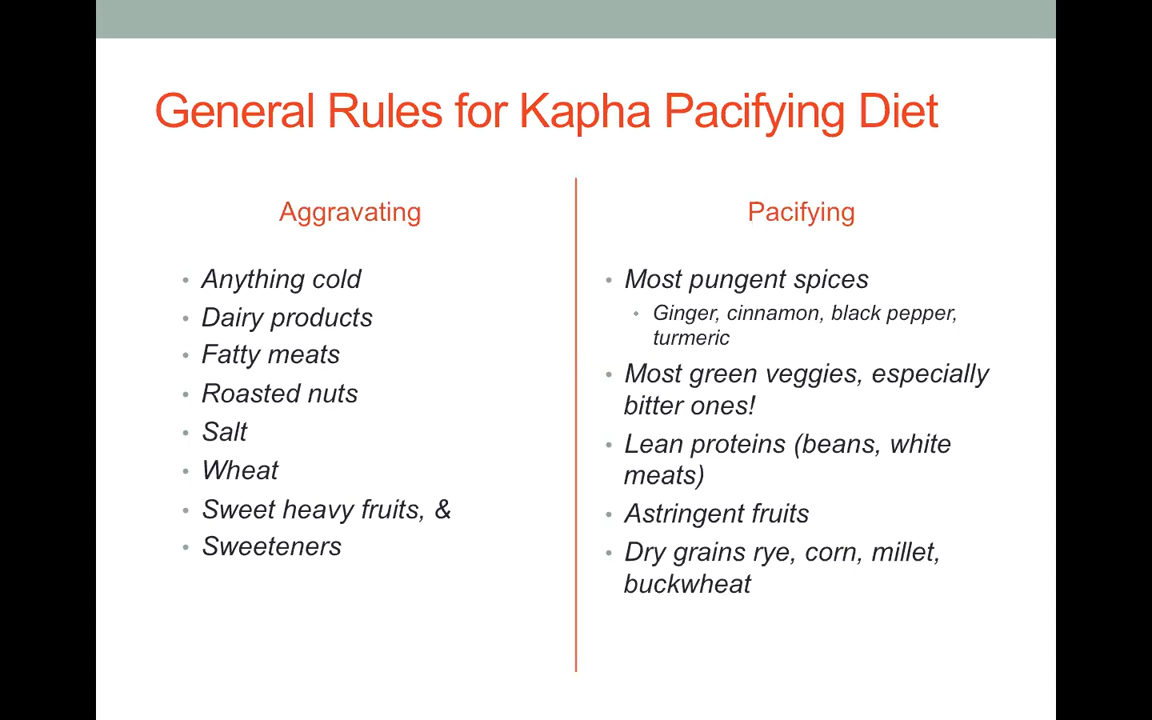 General Rules for Kapha Pacifying Diet
Aggravating
Anything cold
Dairy products
Fatty meats
Roasted nuts
Salt
Wheat
Sweet heavy fruits, &
Sweeteners
Pacifying
Most pungent spices
Ginger, cinnamon, black pepper,
turmeric
Most green veggies, especially
bitter ones!
Lean proteins (beans, white
meats)
Astringent fruits
Dry grains rye, corn, millet,
buckwheat